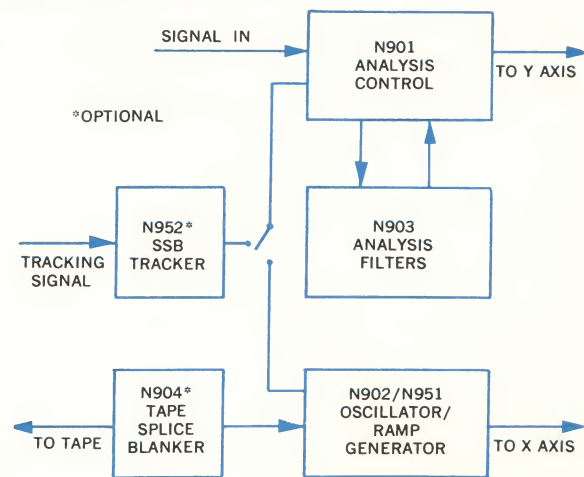 SIGNAL IN
N901
ANALYSIS
CONTROL
TO Y AXIS
*OPTIONAL
N952*
SSB
TRACKER
TRACKING
SIGNAL
N903
ANALYSIS
FILTERS
N904*
TAPE
SPLICE
BLANKER
TO TAPE
N902/N951
OSCILLATOR/
RAMP
GENERATOR
TO X AXIS